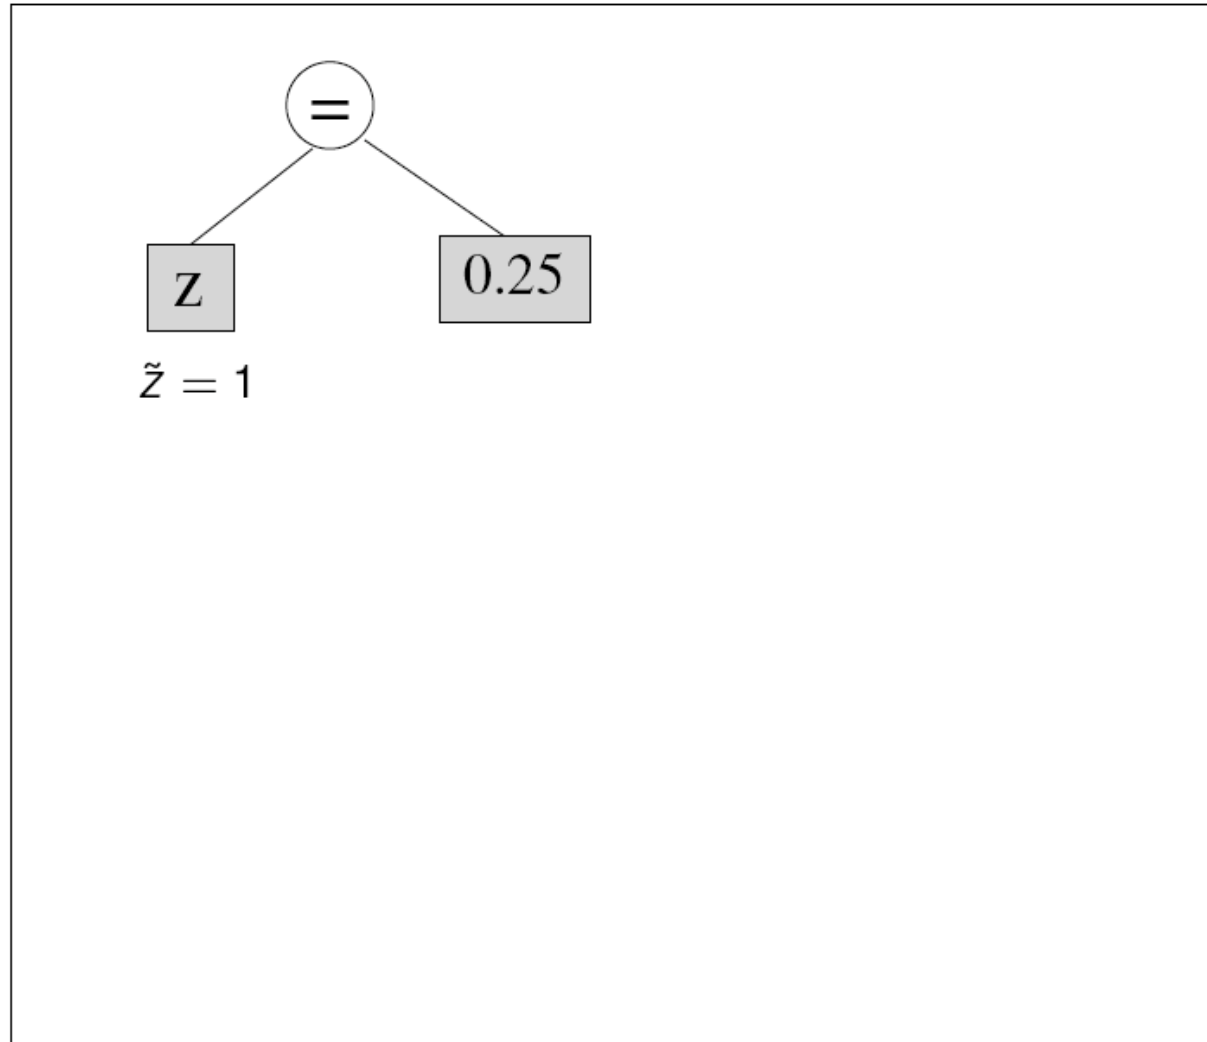 =
z
0.25
z̃ = 1